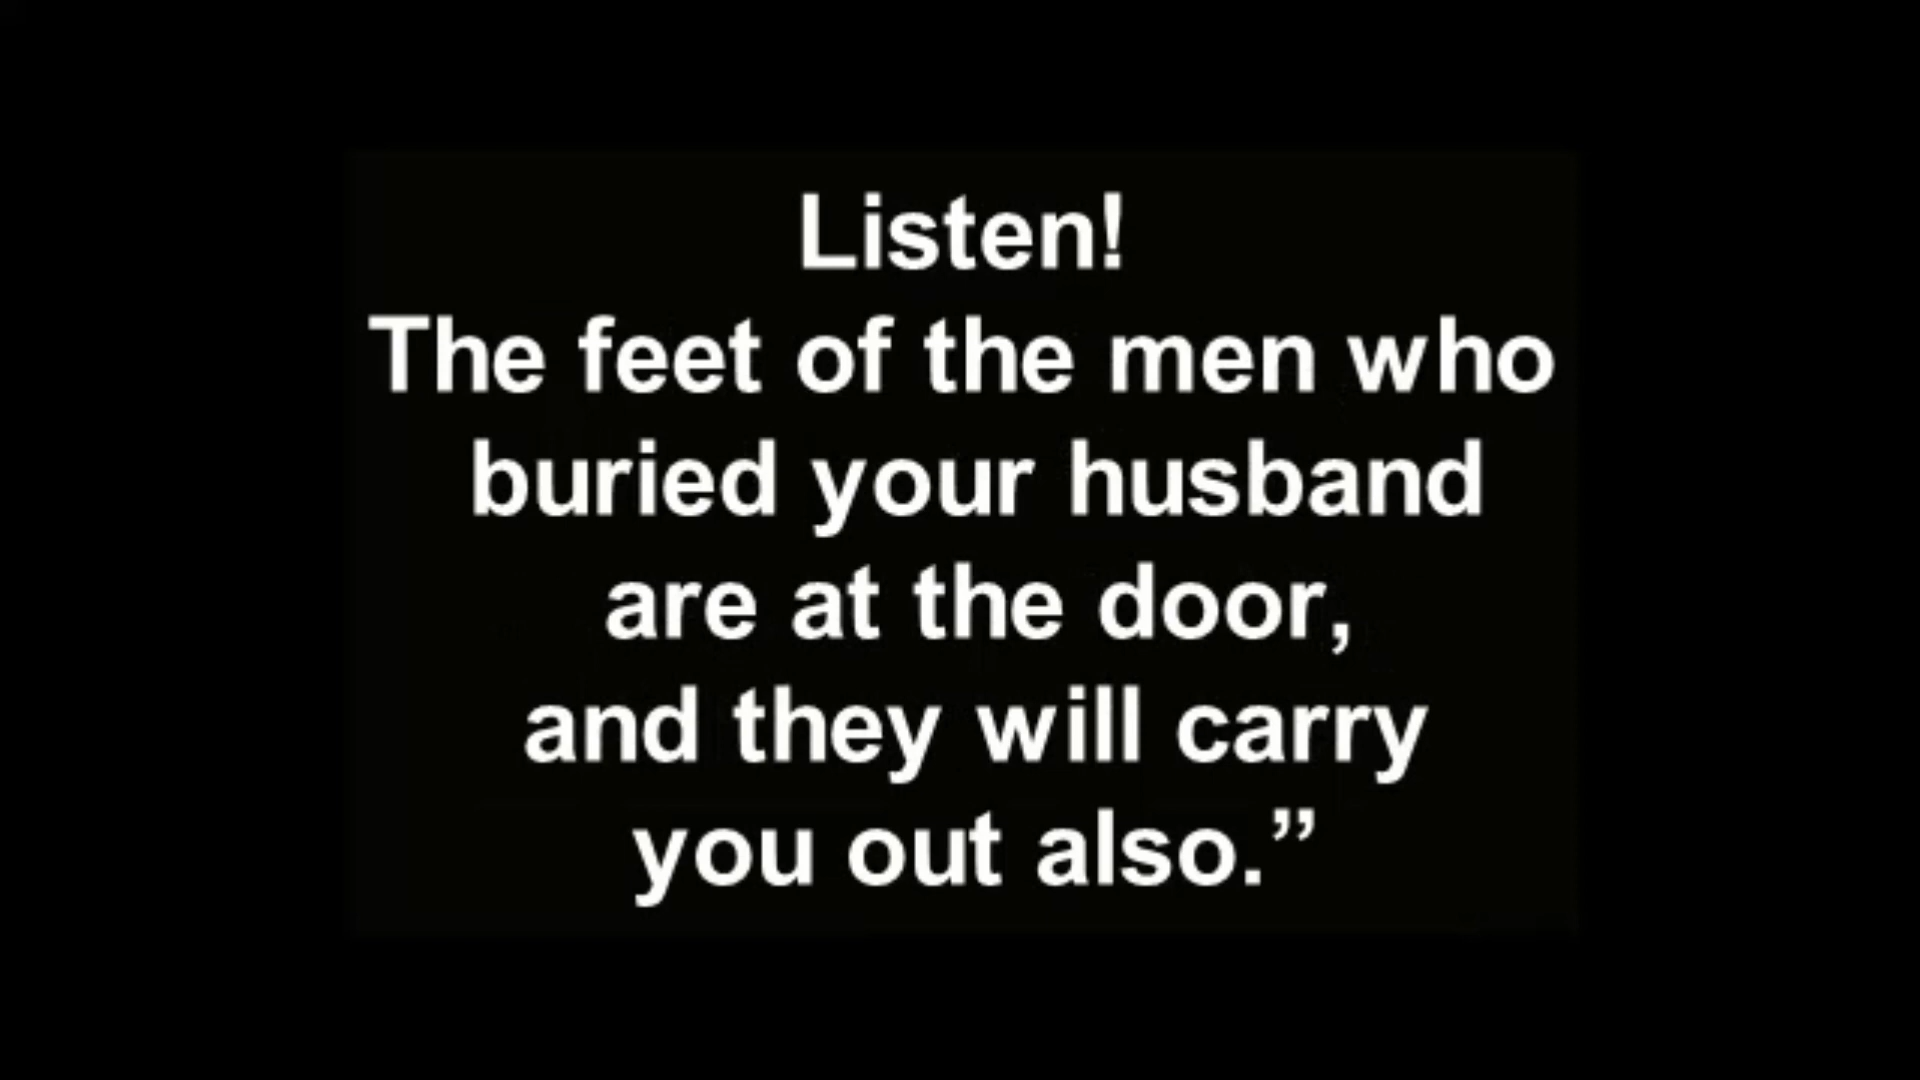 Listen!
The feet of the men who
buried your husband
are at the door,
and they will carry
you out also.”